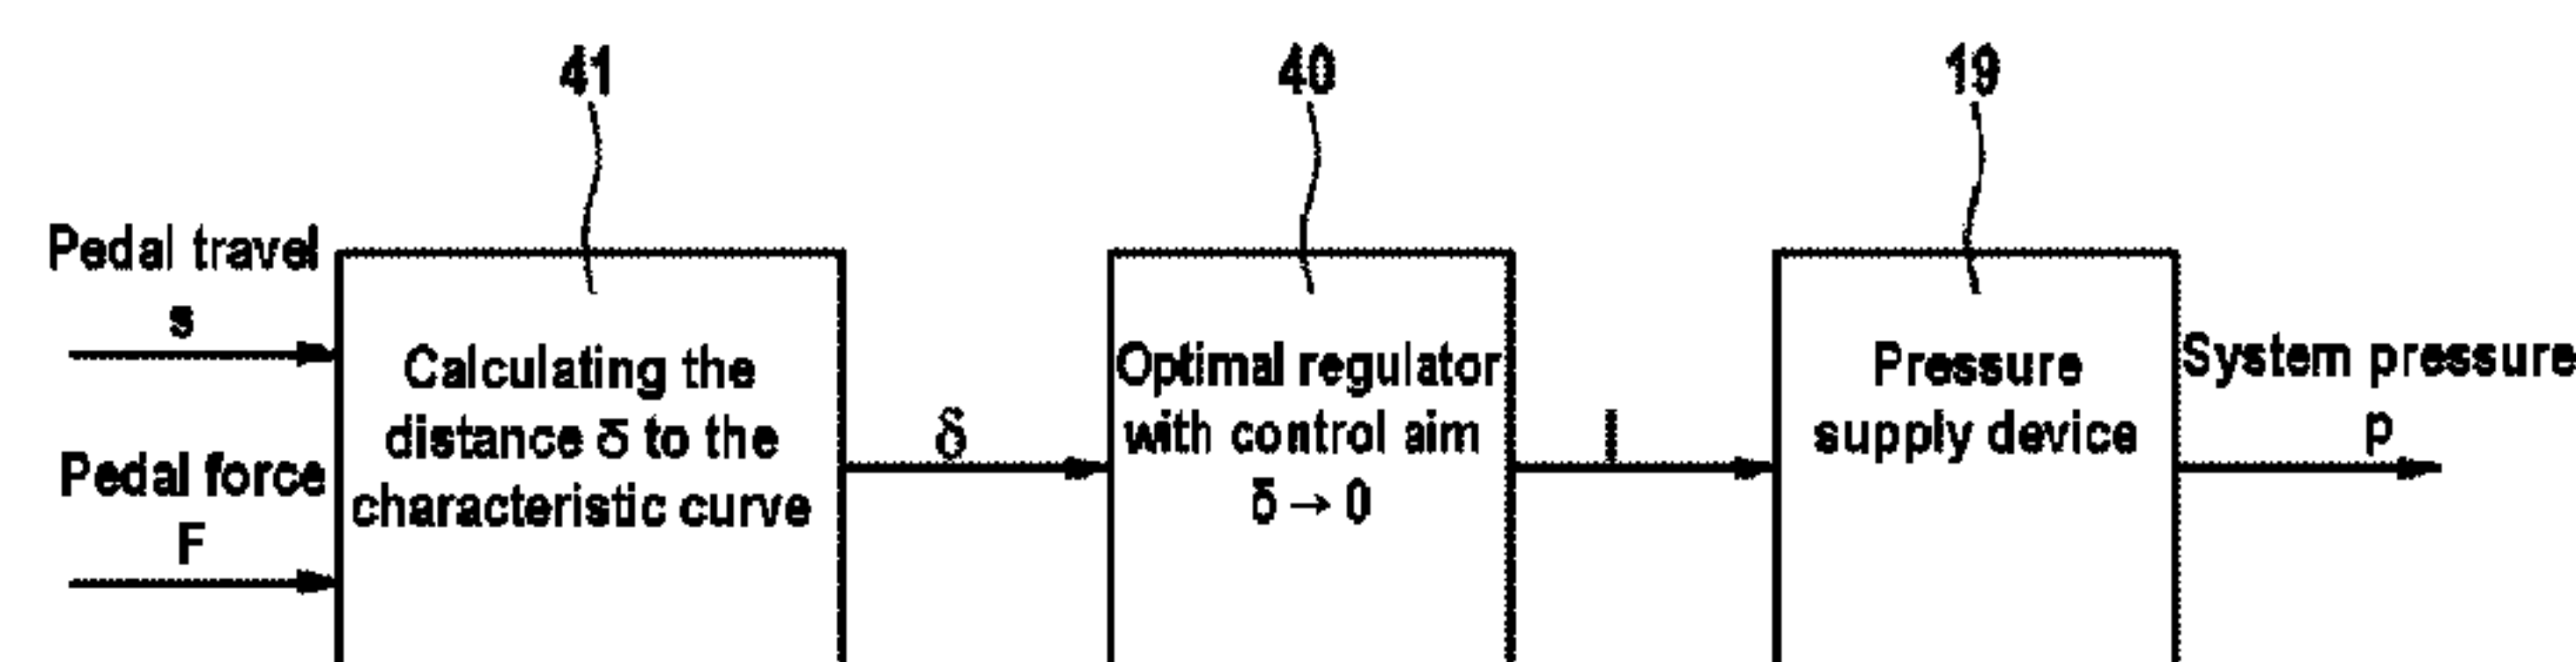 41
40
19
Pedal travel
s
Pedal force
F
Calculating the
distance δ to the
characteristic curve
δ
Optimal regulator
with control aim
δ → 0
I
Pressure
supply device
System pressure
p